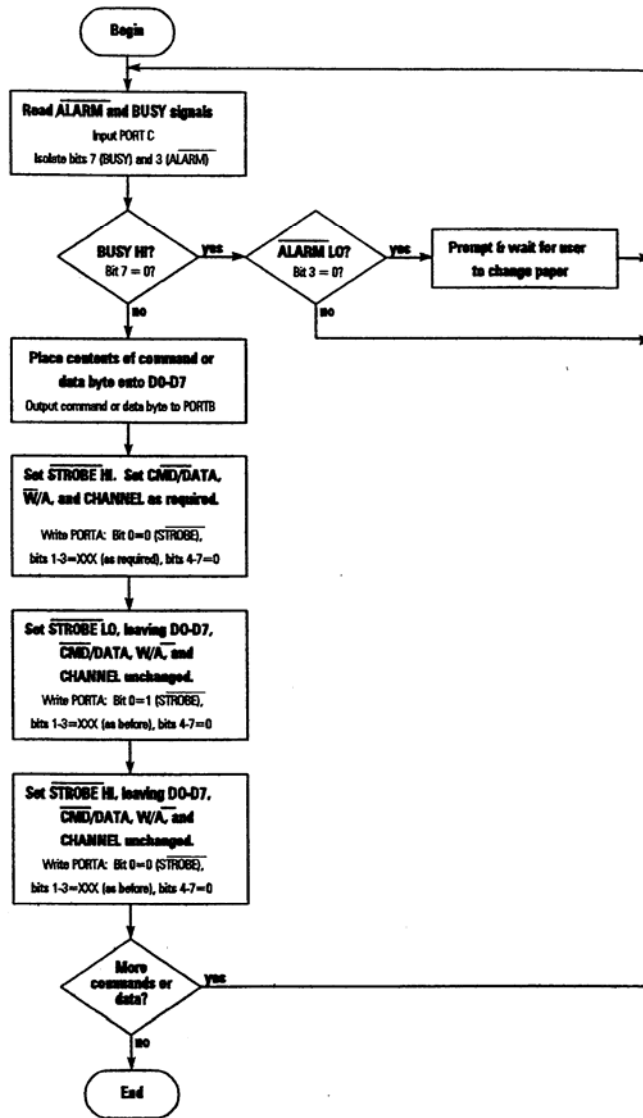 Begin
Read ALARM and BUSY signals
Input PORT C
Isolate bits 7 (BUSY) and 3 (ALARM)
BUSY HI?
Bit 7 = 0?
yes
no
ALARM LO?
Bit 3 = 0?
yes
no
Prompt & wait for user
to change paper
Place contents of command or
data byte onto D0-D7
Output command or data byte to PORTB
Set STROBE HI. Set CMD/DATA,
W/A, and CHANNEL as required.
Write PORTA: Bit 0=0 (STROBE),
bits 1-3=XXX (as required), bits 4-7=0
Set STROBE LO, leaving D0-D7,
CMD/DATA, W/A, and
CHANNEL unchanged.
Write PORTA: Bit 0=1 (STROBE),
bits 1-3=XXX (as before), bits 4-7=0
Set STROBE HI, leaving D0-D7,
CMD/DATA, W/A, and
CHANNEL unchanged.
Write PORTA: Bit 0=0 (STROBE),
bits 1-3=XXX (as before), bits 4-7=0
More
commands or
data?
yes
no
End